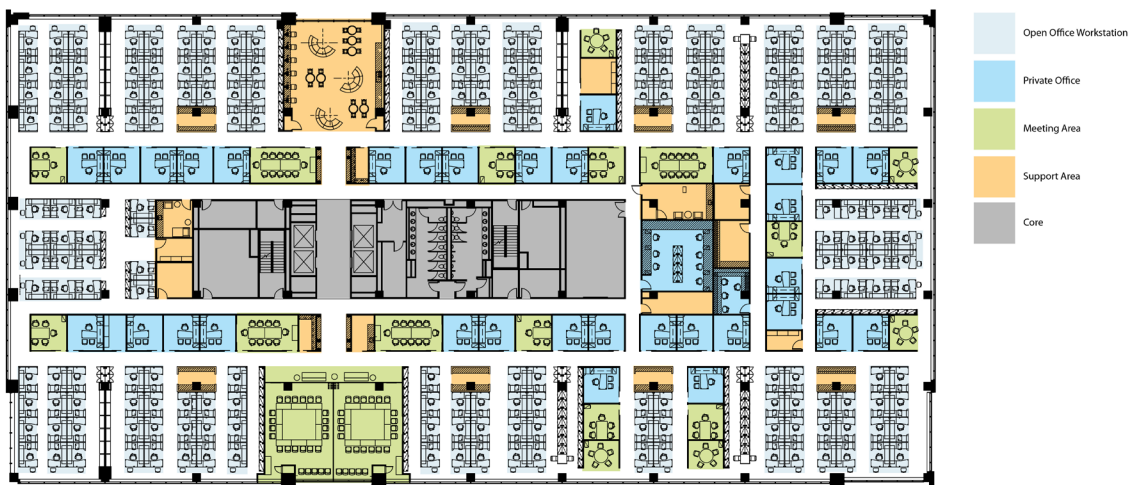 Open Office Workstation
Private Office
Meeting Area
Support Area
Core